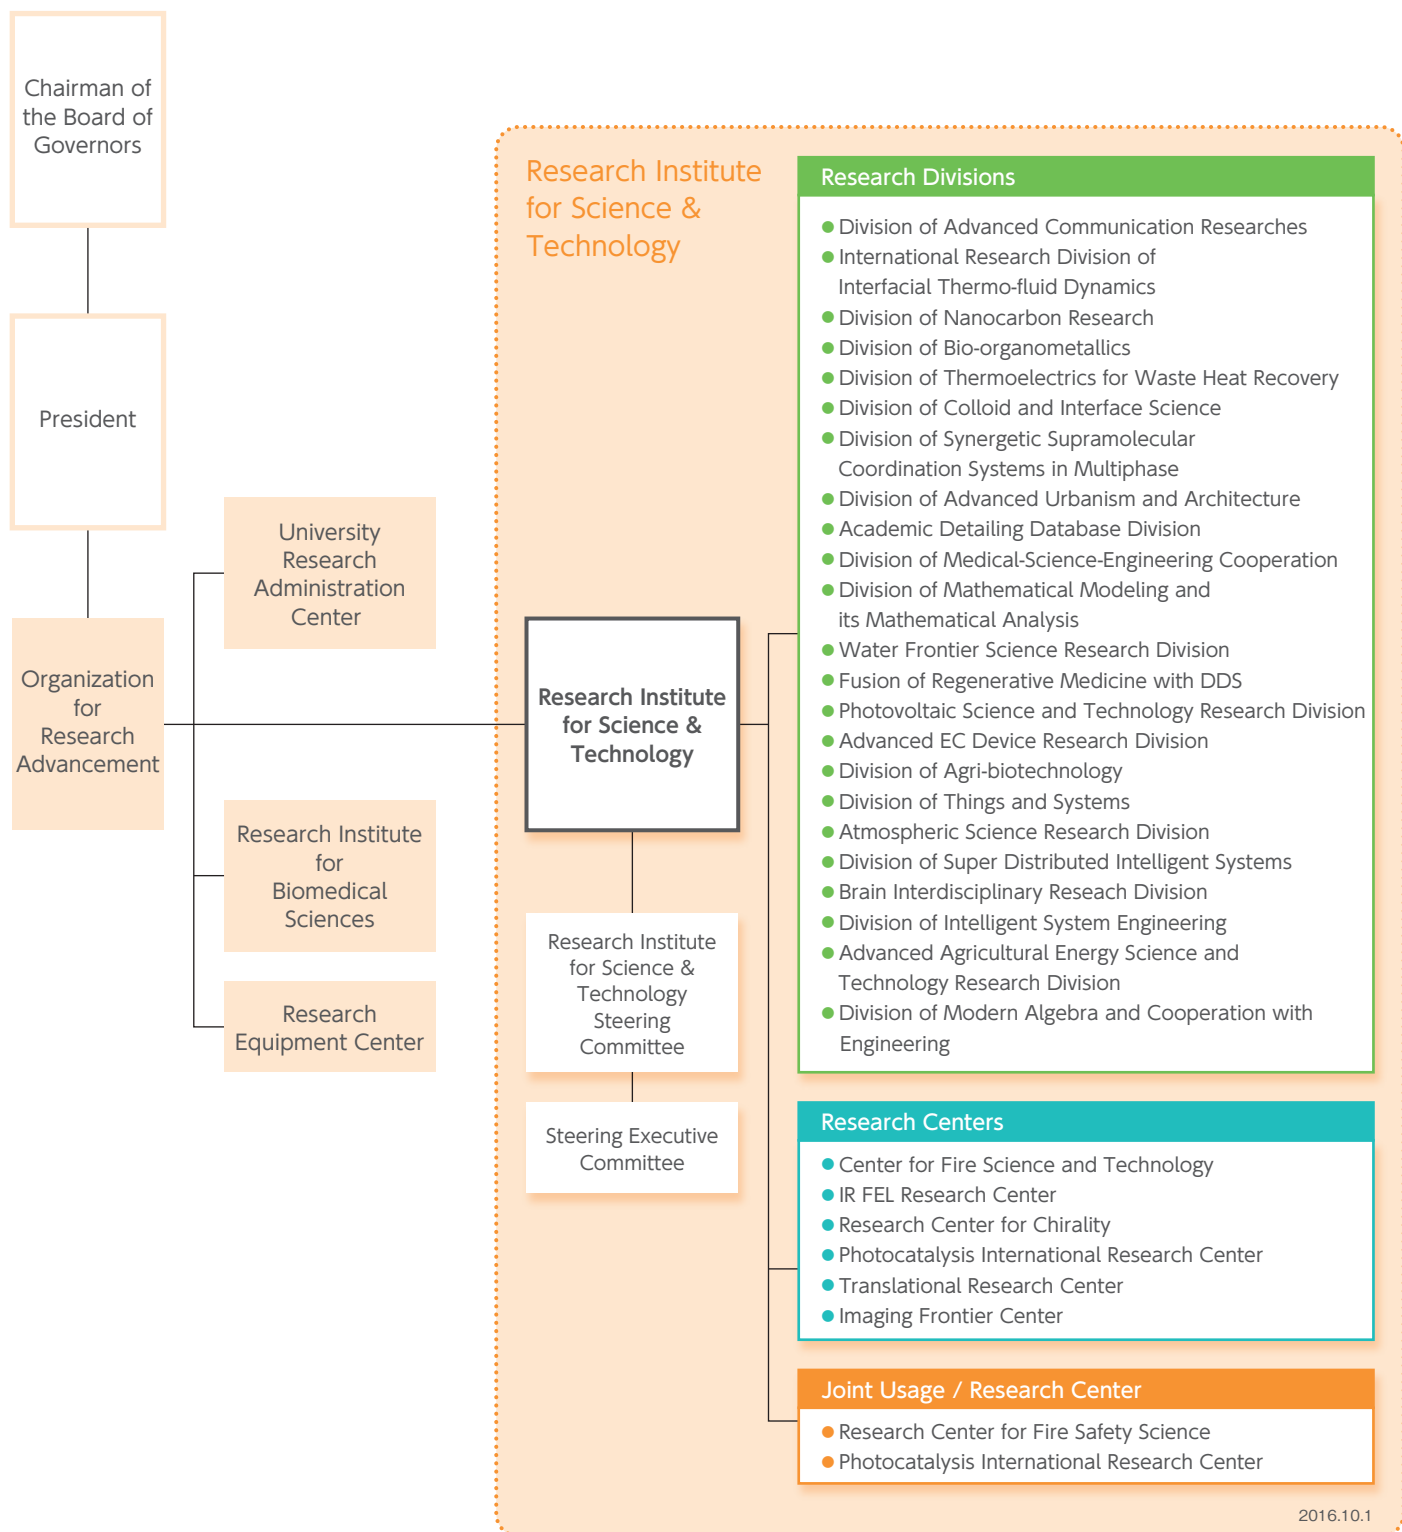 Chairman of
the Board of
Governors
President
Organization
for
Research
Advancement
University
Research
Administration
Center
Research Institute
for
Biomedical
Sciences
Research
Equipment Center
Research Institute
for Science &
Technology
Research Institute
for Science &
Technology
Research Institute
for Science &
Technology
Steering
Committee
Steering Executive
Committee
Research Divisions
Division of Advanced Communication Researches
International Research Division of
Interfacial Thermo-fluid Dynamics
Division of Nanocarbon Research
Division of Bio-organometallics
Division of Thermoelectrics for Waste Heat Recovery
Division of Colloid and Interface Science
Division of Synergetic Supramolecular
Coordination Systems in Multiphase
Division of Advanced Urbanism and Architecture
Academic Detailing Database Division
Division of Medical-Science-Engineering Cooperation
Division of Mathematical Modeling and
its Mathematical Analysis
Water Frontier Science Research Division
Fusion of Regenerative Medicine with DDS
Photovoltaic Science and Technology Research Division
Advanced EC Device Research Division
Division of Agri-biotechnology
Division of Things and Systems
Atmospheric Science Research Division
Division of Super Distributed Intelligent Systems
Brain Interdisciplinary Reseach Division
Division of Intelligent System Engineering
Advanced Agricultural Energy Science and
Technology Research Division
Division of Modern Algebra and Cooperation with
Engineering
Research Centers
Center for Fire Science and Technology
IR FEL Research Center
Research Center for Chirality
Photocatalysis International Research Center
Translational Research Center
Imaging Frontier Center
Joint Usage / Research Center
Research Center for Fire Safety Science
Photocatalysis International Research Center
2016.10.1